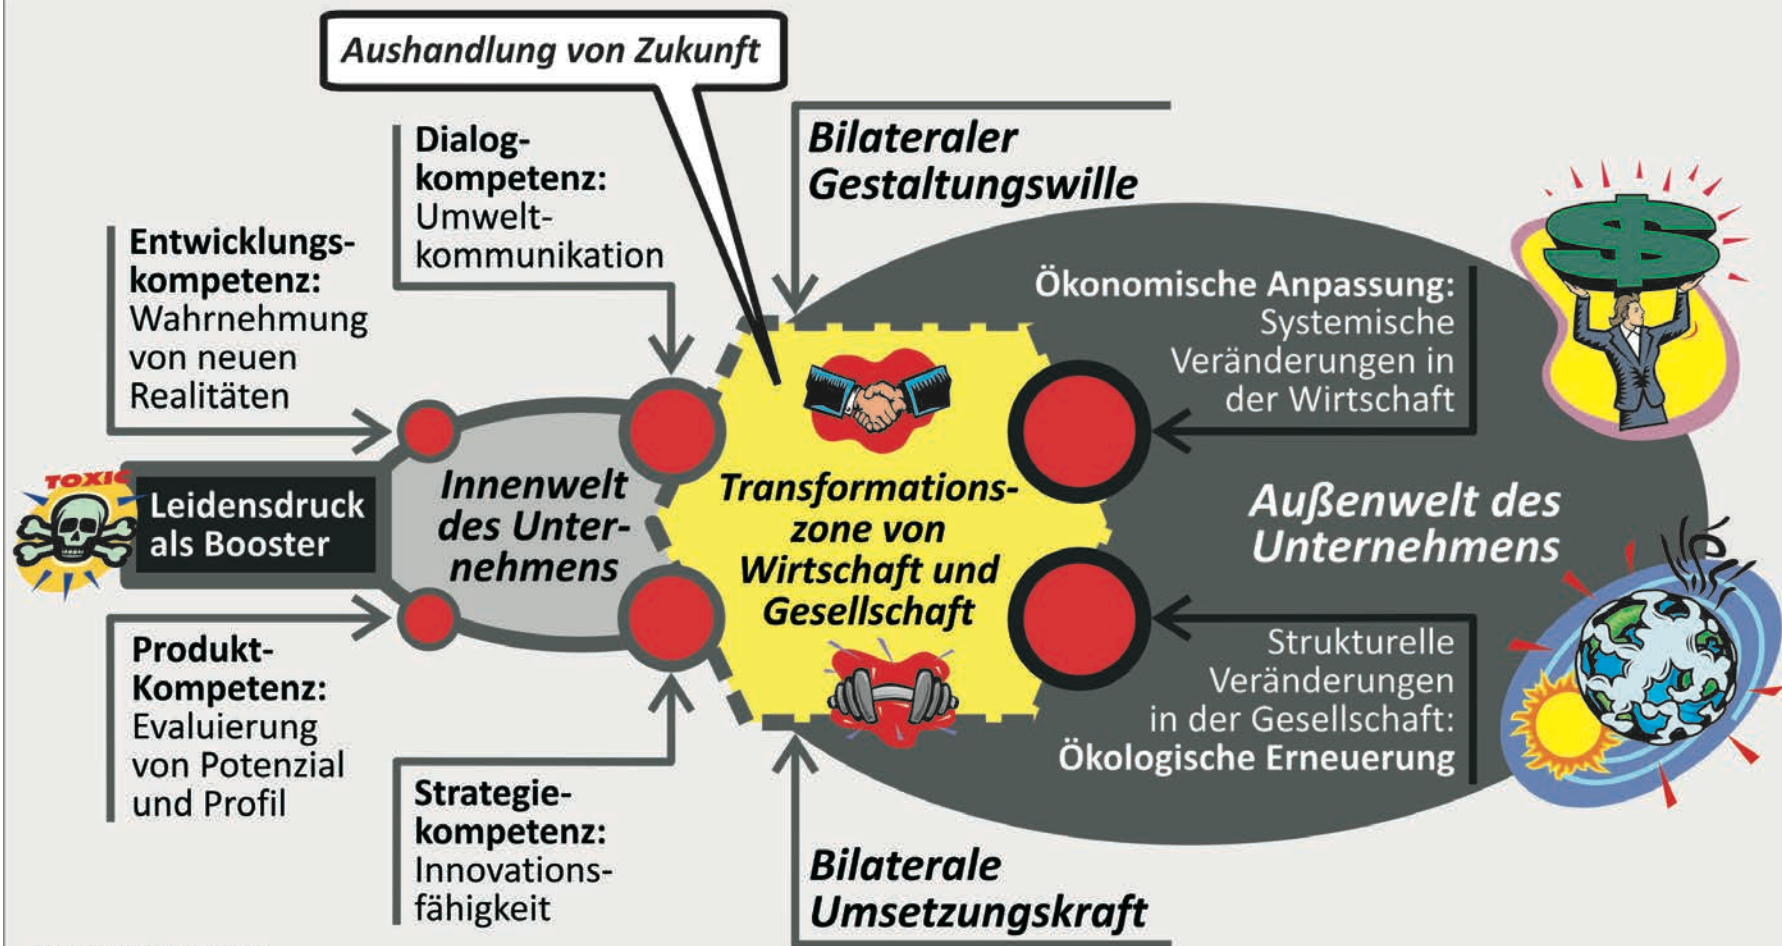 Aushandlung von Zukunft
Dialog-
kompetenz:
Umwelt-
kommunikation
Bilateraler
Gestaltungswille
Entwicklungs-
kompetenz:
Wahrnehmung
von neuen
Realitäten
Ökonomische Anpassung:
Systemische
Veränderungen in
der Wirtschaft
TOXIC
Leidensdruck
als Booster
Innenwelt
des Unter-
nehmens
Transformations-
zone von
Wirtschaft und
Gesellschaft
Außenwelt des
Unternehmens
Produkt-
Kompetenz:
Evaluierung
von Potenzial
und Profil
Strukturelle
Veränderungen
in der Gesellschaft:
Ökologische Erneuerung
Strategie-
kompetenz:
Innovations-
fähigkeit
Bilaterale
Umsetzungskraft